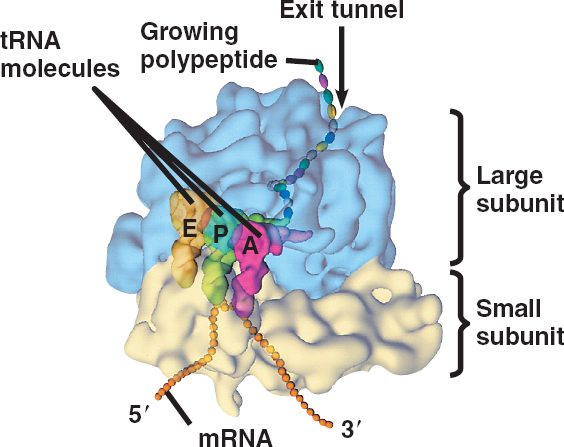 Exit tunnel
Growing
polypeptide
tRNA
molecules
Large
subunit
E
P
A
Small
subunit
5′
3′
mRNA